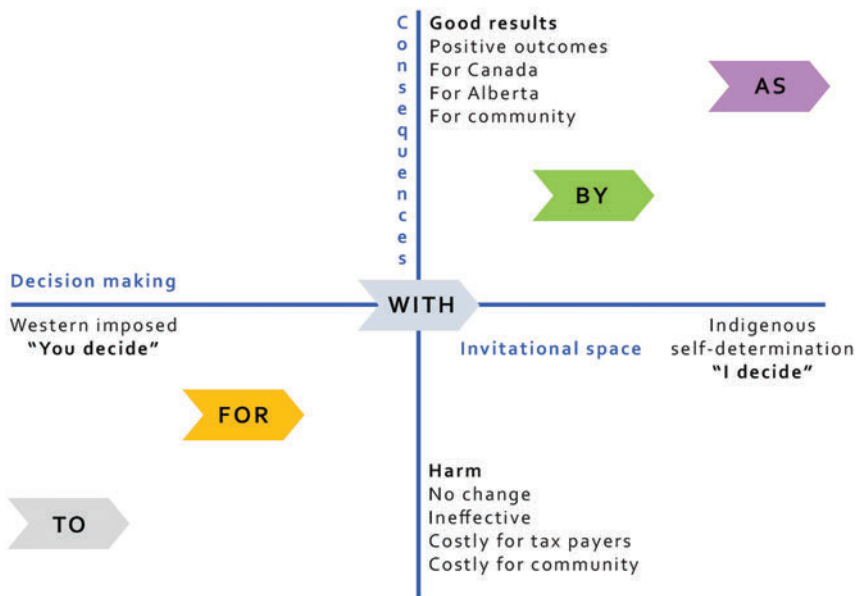 Consequences
Good results
Positive outcomes
For Canada
For Alberta
For community
AS
BY
Decision making
WITH
Western imposed
“You decide”
Invitational space
Indigenous
self-determination
“I decide”
FOR
TO
Harm
No change
Ineffective
Costly for tax payers
Costly for community